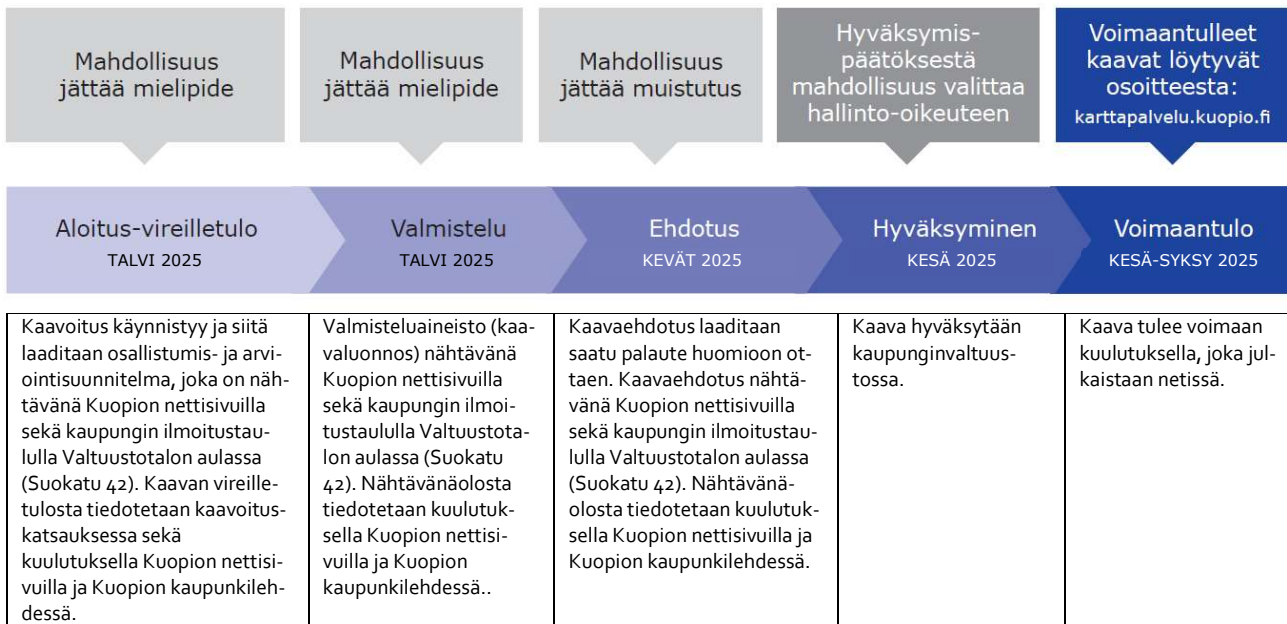 Mahdollisuus
jättää mielipide
Mahdollisuus
jättää mielipide
Mahdollisuus
jättää muistutus
Hyväksymis-
päätöksestä
mahdollisuus valittaa
hallinto-oikeuteen
Voimaantulleet
kaavat löytyvät
osoitteesta:
karttapalvelu.kuopio.fi
Aloitus-vireilletulo
TALVI 2025
Valmistelu
TALVI 2025
Ehdotus
KEVÄT 2025
Hyväksyminen
KESÄ 2025
Voimaantulo
KESÄ-SYKSY 2025
Kaavoitus käynnistyy ja siitä
laaditaan osallistumis- ja arvi-
ointisuunnitelma, joka on näh-
tävänä Kuopion nettisivuilla
sekä kaupungin ilmoitustau-
lulla Valtuustotalon aulassa
(Suokatu 42). Kaavan vireille-
tulosta tiedotetaan kaavoitus-
katsauksessa sekä
kuulutuksella Kuopion nettisi-
vuilla ja Kuopion kaupunkileh-
dessä.
Valmisteluaineisto (kaa-
valuonnos) nähtävänä
Kuopion nettisivuilla
sekä kaupungin ilmoi-
tustaululla Valtuustota-
lon aulassa (Suokatu
42). Nähtävänäolosta
tiedotetaan kuulutuk-
sella Kuopion nettisi-
vuilla ja Kuopion
kaupunkilehdessä..
Kaavaehdotus laaditaan
saatu palaute huomioon ot-
taen. Kaavaehdotus nähtä-
vänä Kuopion nettisivuilla
sekä kaupungin ilmoitustau-
lulla Valtuustotalon aulassa
(Suokatu 42). Nähtävänä-
olosta tiedotetaan kuulutuk-
sella Kuopion nettisivuilla ja
Kuopion kaupunkilehdessä.
Kaava hyväksytään
kaupunginvaltuus-
tossa.
Kaava tulee voimaan
kuulutuksella, joka jul-
kaistaan netissä.